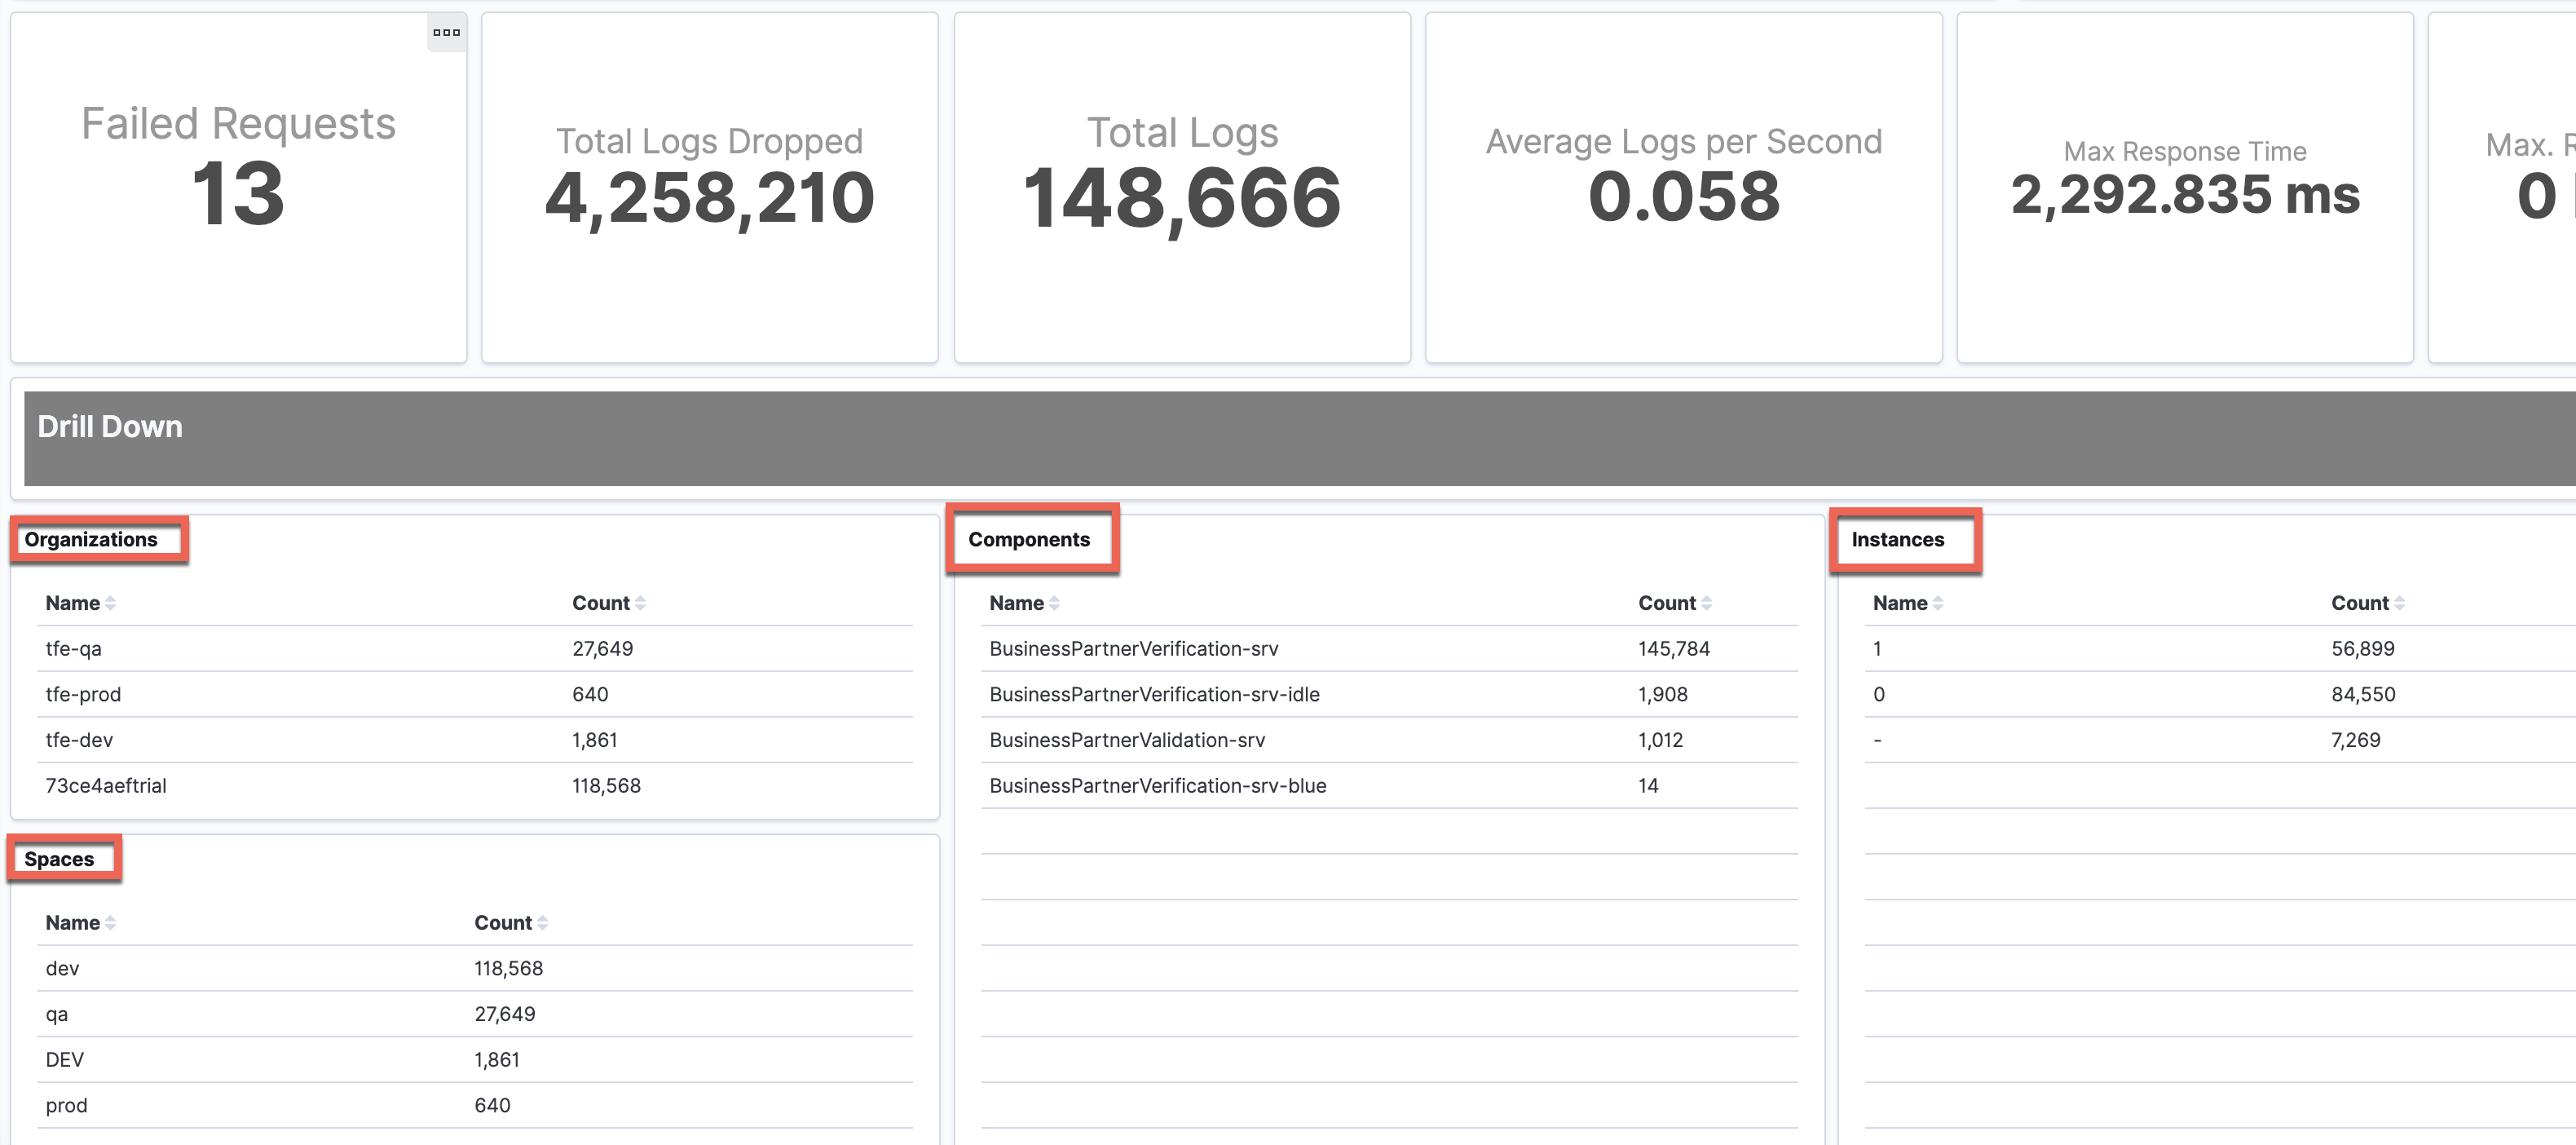 Failed Requests
13
Total Logs Dropped
4,258,210
Total Logs
148,666
Average Logs per Second
0.058
Max Response Time
2,292.835 ms
Max.
0
Drill Down
Organizations
Name Count
tfe-qa 27,649
tfe-prod 640
tfe-dev 1,861
73ce4aeftrial 118,568
Spaces
Name Count
dev 118,568
qa 27,649
DEV 1,861
prod 640
Components
Name Count
BusinessPartnerVerification-srv 145,784
BusinessPartnerVerification-srv-idle 1,908
BusinessPartnerValidation-srv 1,012
BusinessPartnerVerification-srv-blue 14
Instances
Name Count
1 56,899
0 84,550
- 7,269